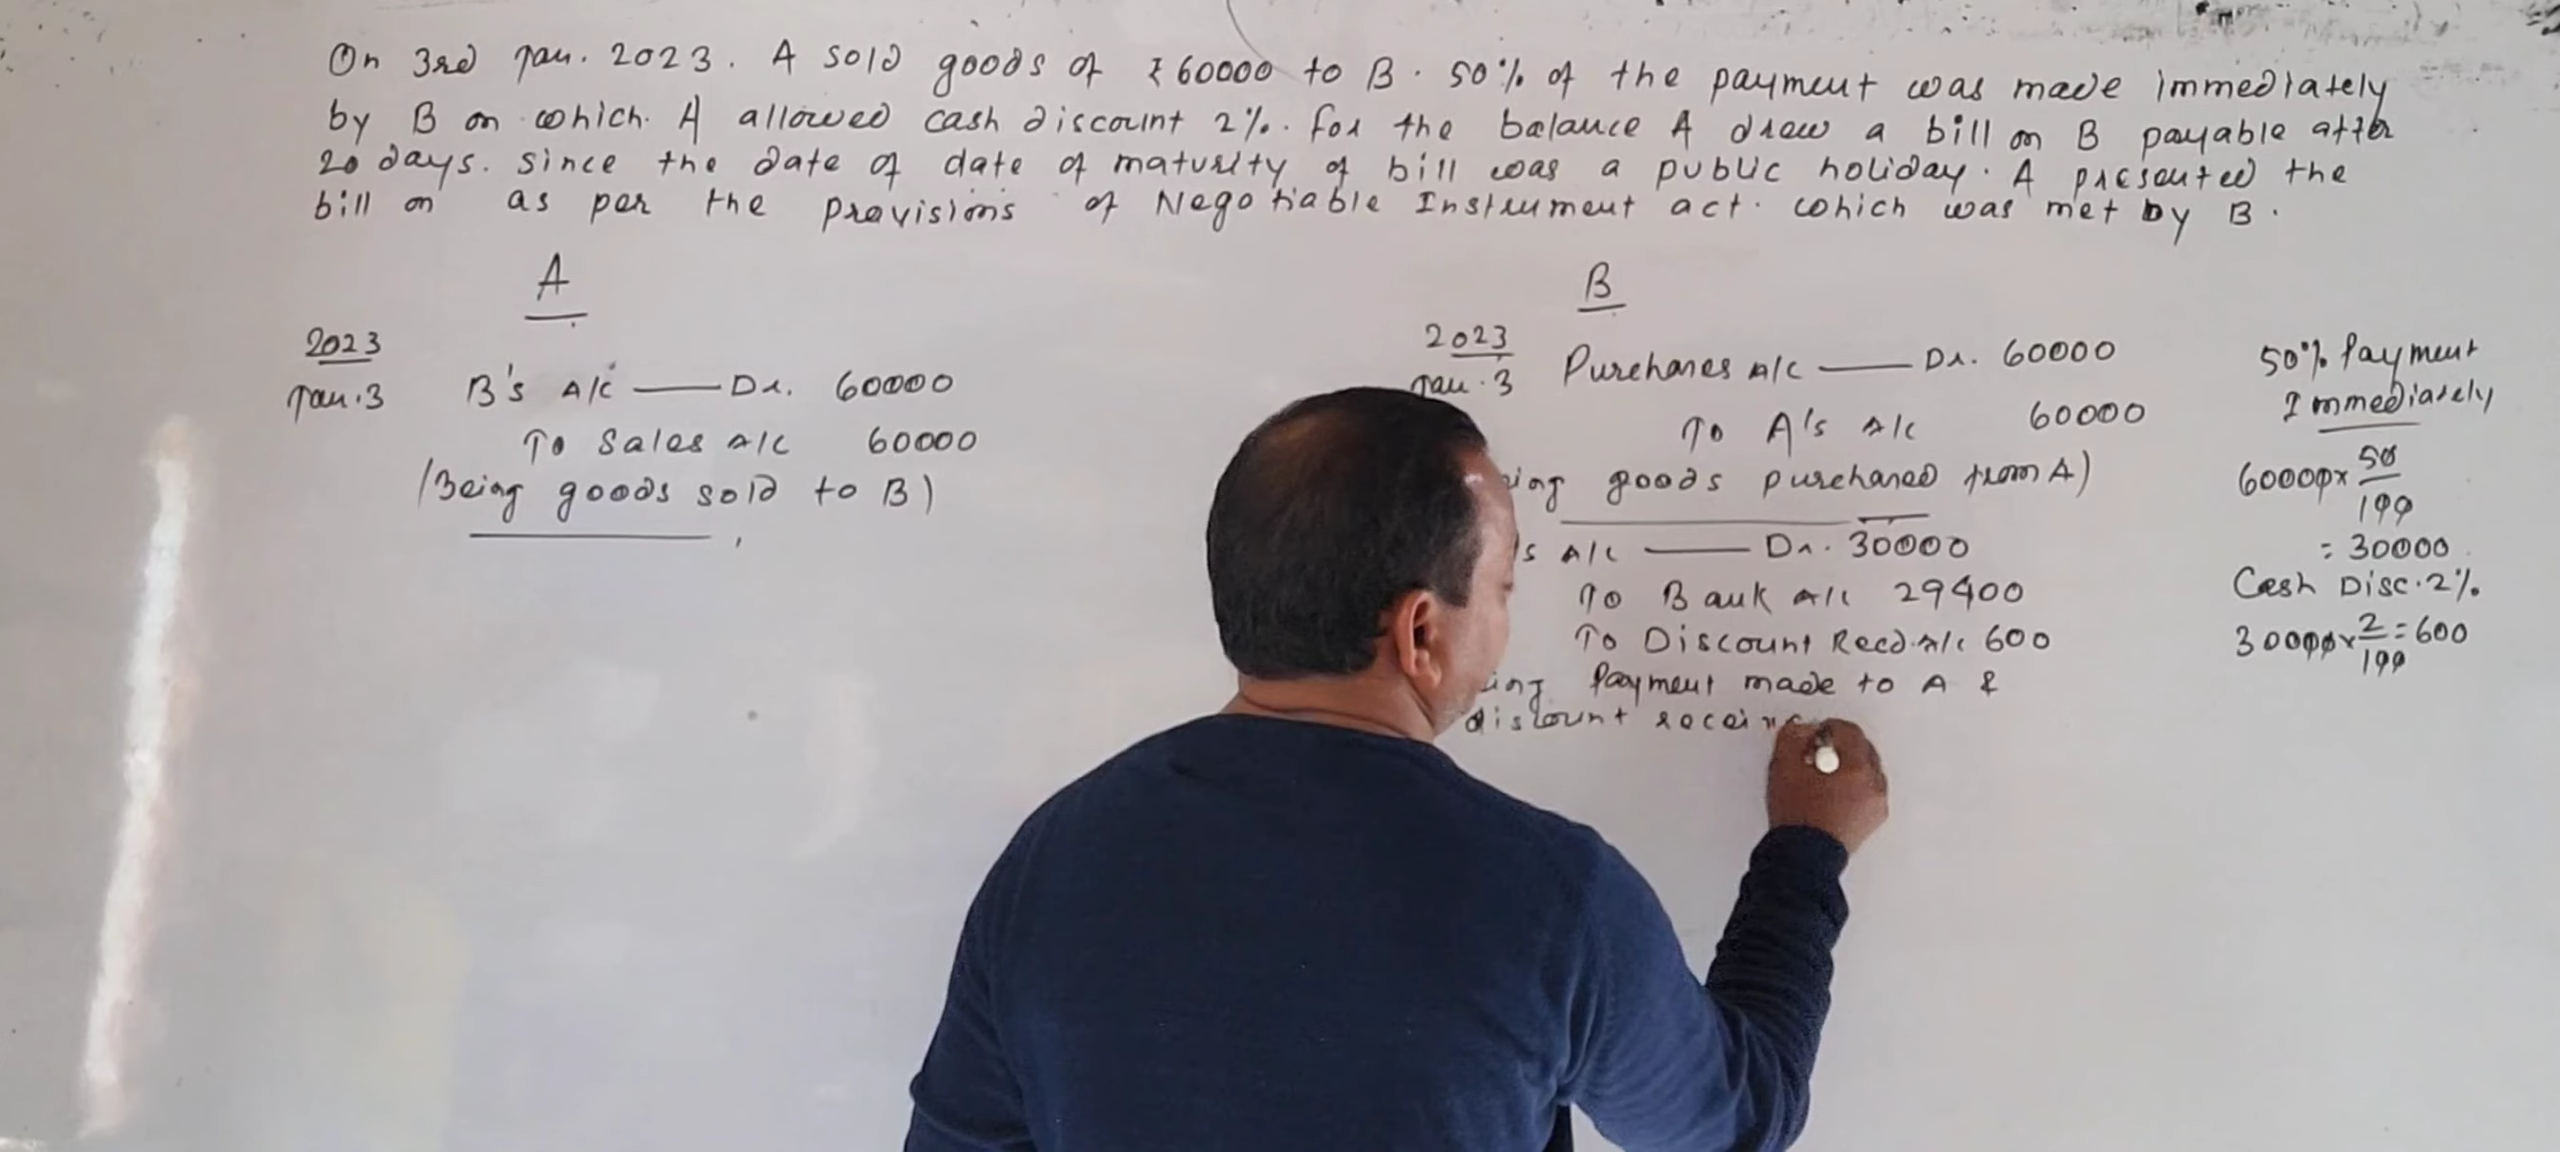 On 3rd Jan. 2023. A sold goods of ₹60000 to B. 50% of the payment was made immediately
by B on which. A allowed cash discount 2%. for the balance A drew a bill on B payable after
20 days. since the date of date of maturity of bill was a public holiday. A presented the
bill on as per the provisions of Negotiable Instrument act. which was met by B.
A
2023
Jan.3 B's A/c —— Dr. 60000
To Sales A/C 60000
(Being goods sold to B)
B
2023
Jan.3 Purchases A/C —— Dr. 60000
To A's A/c 60000
ing goods purchased from A)
s A/c —— Dr. 30000
To Bank A/c 29400
To Discount Recd. A/c 600
ing Payment made to A &
discount receive
50% Payment
Immediately
60000 x 50/100
= 30000
Cash Disc. 2%.
30000 x 2/100 = 600